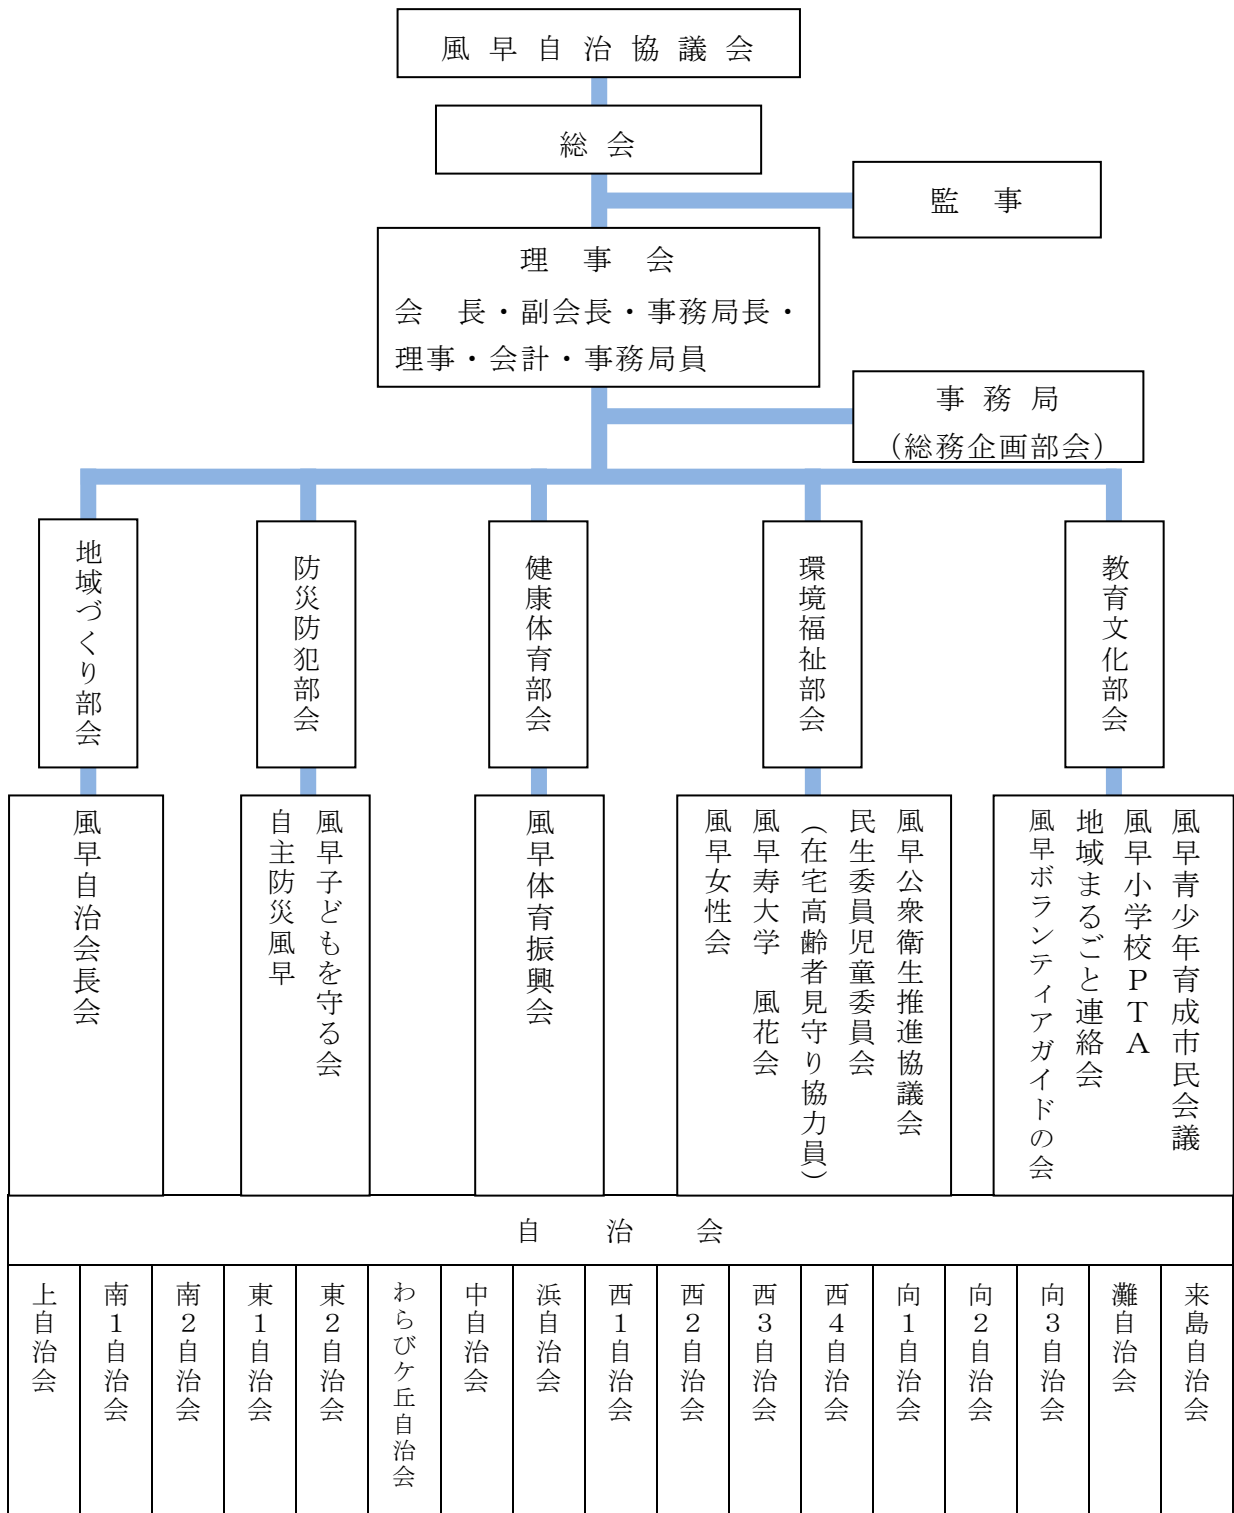 風早自治協議会
総会
監　事
理　事　会
会　長・副会長・事務局長・
理事・会計・事務局員
事務局
（総務企画部会）
地域づくり部会
防災防犯部会
健康体育部会
環境福祉部会
教育文化部会
風早自治会長会
風早子どもを守る会
自主防災風早
風早体育振興会
風早公衆衛生推進協議会
民生委員児童委員会
（在宅高齢者見守り協力員）
風早寿大学　風花会
風早女性会
風早青少年育成市民会議
風早小学校ＰＴＡ
地域まるごと連絡会
風早ボランティアガイドの会
自　治　会
上自治会
南１自治会
南２自治会
東１自治会
東２自治会
わらびケ丘自治会
中自治会
浜自治会
西１自治会
西２自治会
西３自治会
西４自治会
向１自治会
向２自治会
向３自治会
灘自治会
来島自治会